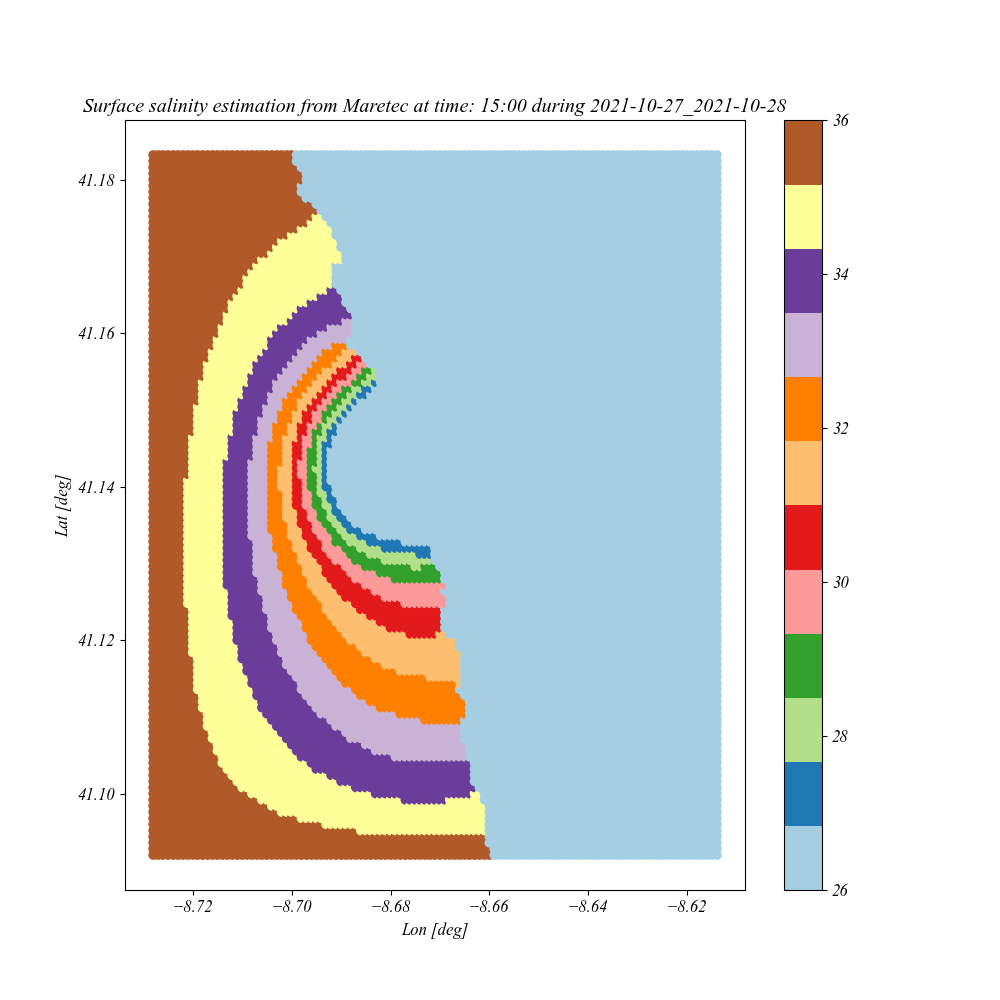 Surface salinity estimation from Maretec at time: 15:00 during 2021-10-27_2021-10-28
36
41.18
34
41.16
32
41.14
Lat [deg]
30
41.12
28
41.10
26
−8.72 −8.70 −8.68 −8.66 −8.64 −8.62
Lon [deg]